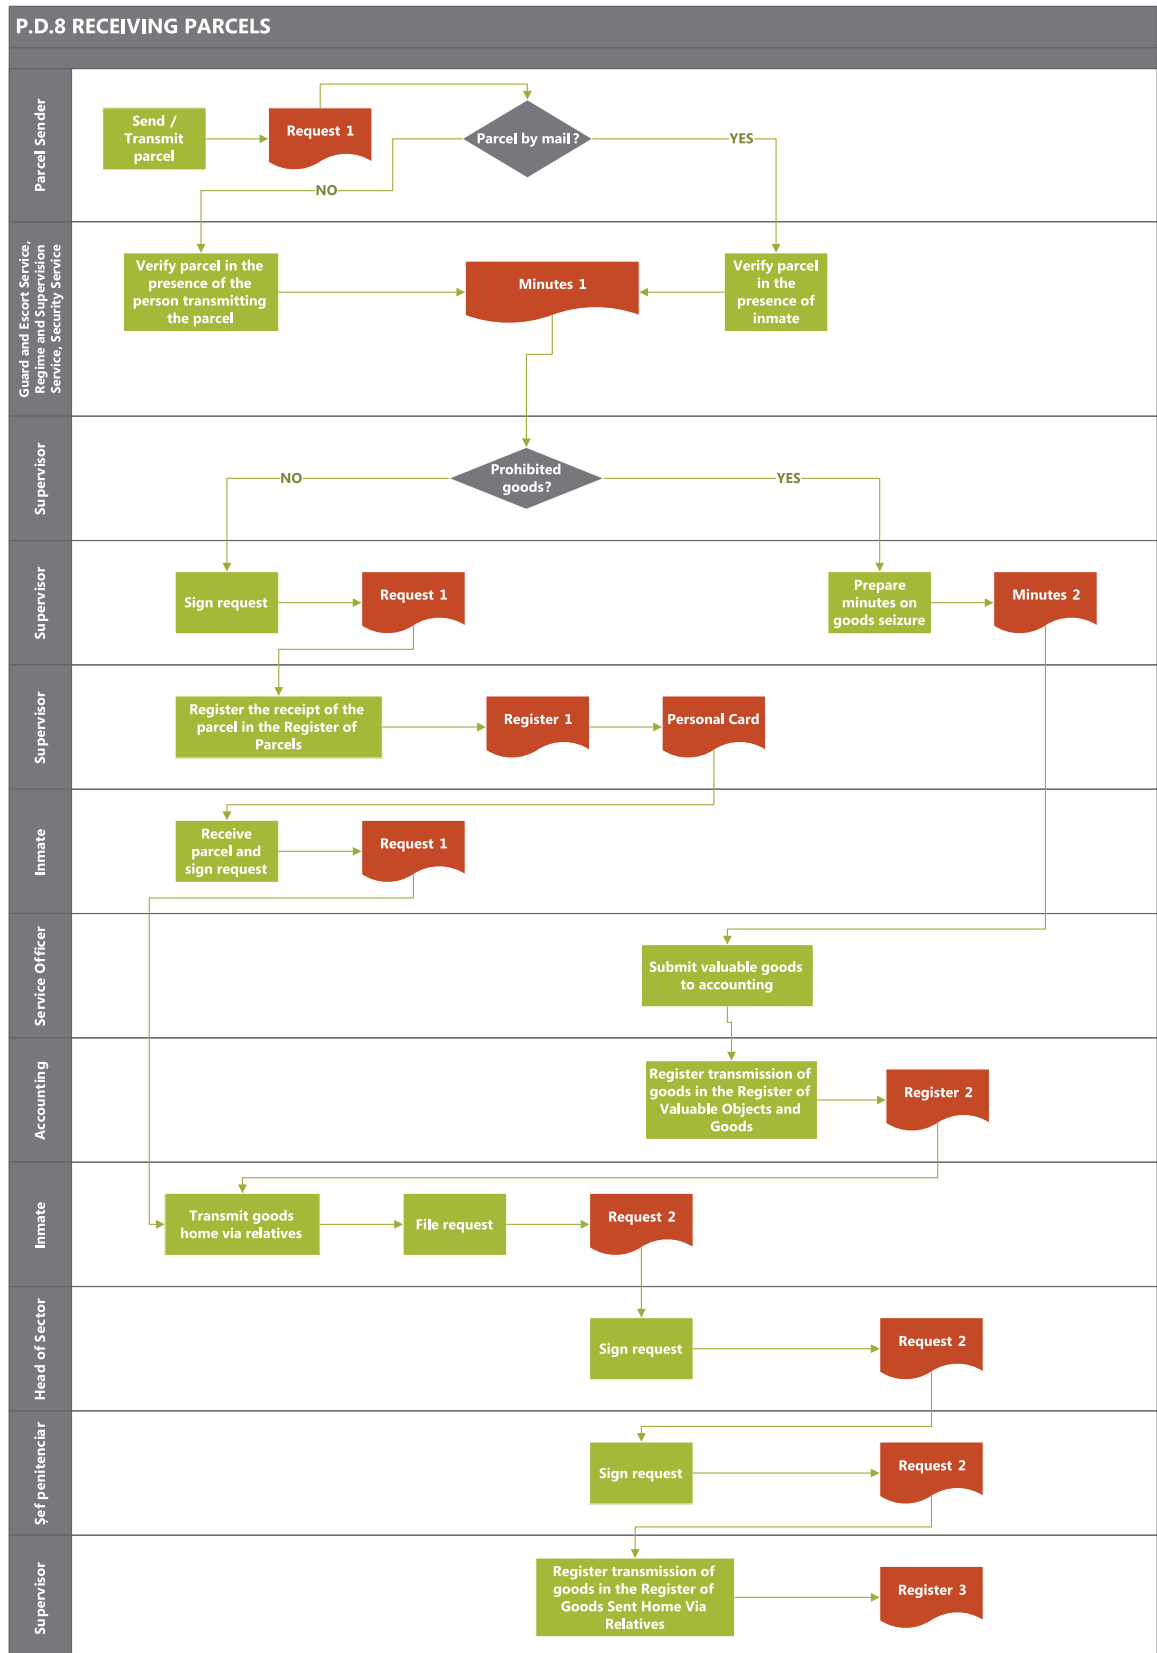 P.D.8 RECEIVING PARCELS
Parcel Sender
Send /
Transmit
parcel
Request 1
Parcel by mail?
YES
NO
Guard and Escort Service,
Regime and Supervision
Service, Security Service
Verify parcel in the
presence of the
person transmitting
the parcel
Minutes 1
Verify parcel
in the
presence of
inmate
Supervisor
Prohibited
goods?
NO
YES
Supervisor
Sign request
Request 1
Prepare
minutes on
goods seizure
Minutes 2
Supervisor
Register the receipt of the
parcel in the Register of
Parcels
Register 1
Personal Card
Inmate
Receive
parcel and
sign request
Request 1
Service Officer
Submit valuable goods
to accounting
Accounting
Register transmission of
goods in the Register of
Valuable Objects and
Goods
Register 2
Inmate
Transmit goods
home via relatives
File request
Request 2
Head of Sector
Sign request
Request 2
Șef penitenciar
Sign request
Request 2
Supervisor
Register transmission of
goods in the Register of
Goods Sent Home Via
Relatives
Register 3